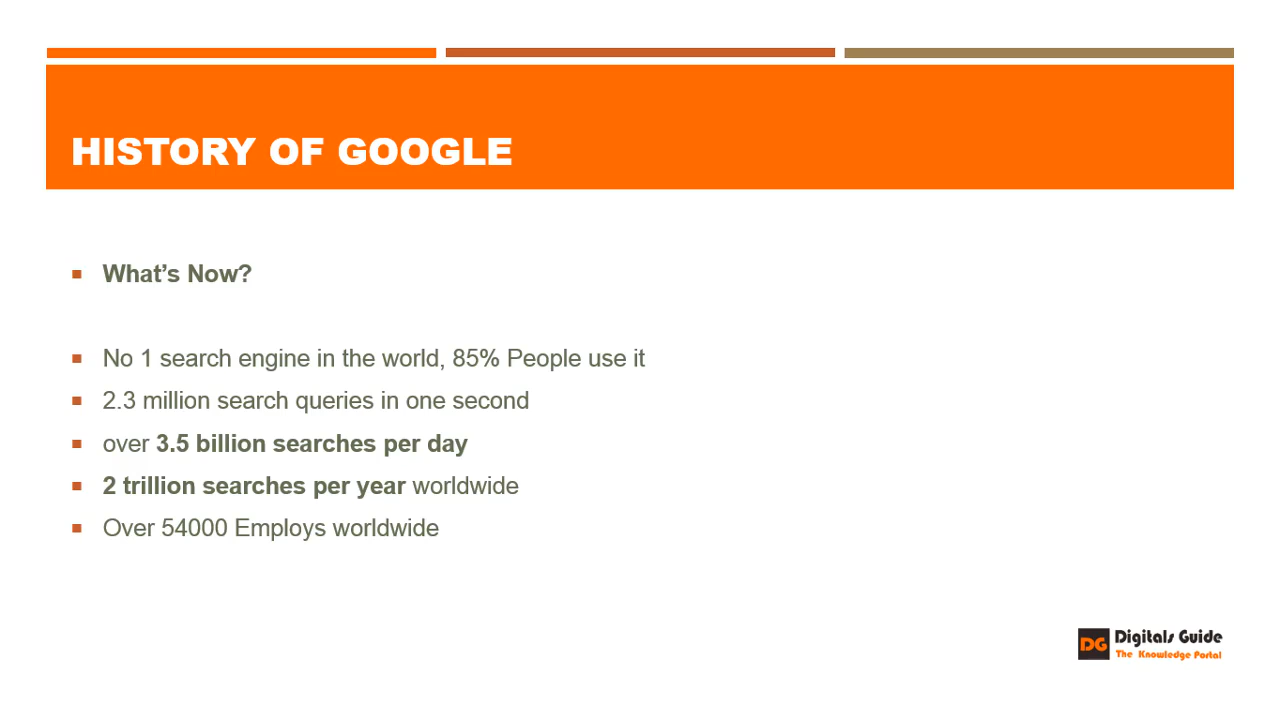 HISTORY OF GOOGLE
What's Now?
No 1 search engine in the world, 85% People use it
2.3 million search queries in one second
over 3.5 billion searches per day
2 trillion searches per year worldwide
Over 54000 Employs worldwide
DG Digitals Guide
The Knowledge Portal